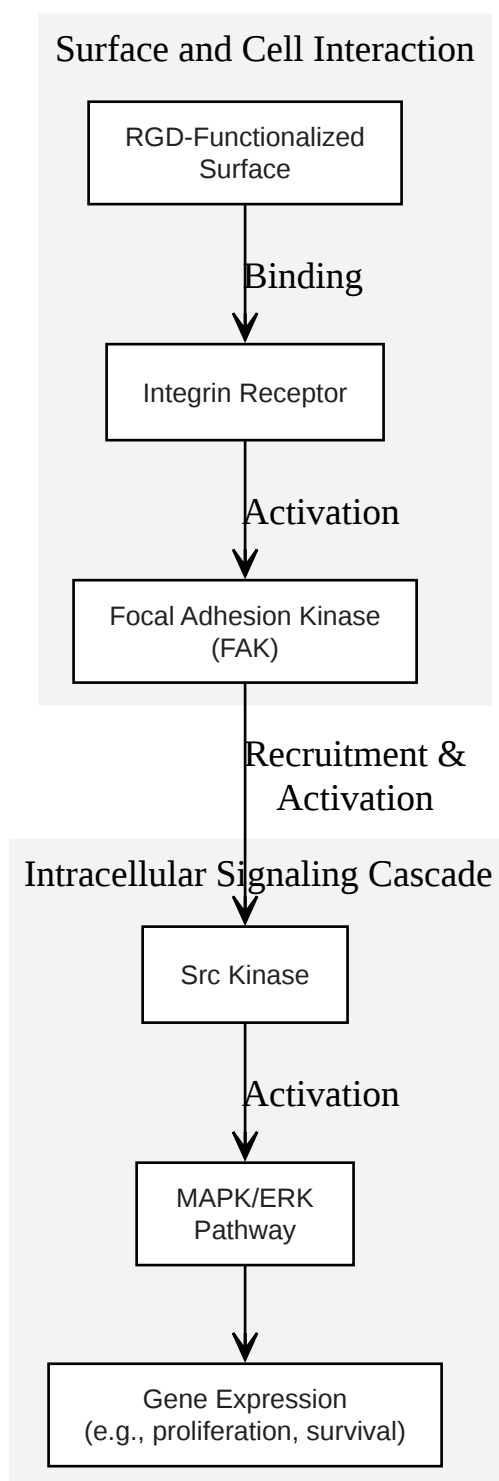 Surface and Cell Interaction
RGD-Functionalized
Surface
Binding
Integrin Receptor
Activation
Focal Adhesion Kinase
(FAK)
Recruitment &
Activation
Intracellular Signaling Cascade
Src Kinase
Activation
MAPK/ERK
Pathway
Gene Expression
(e.g., proliferation, survival)